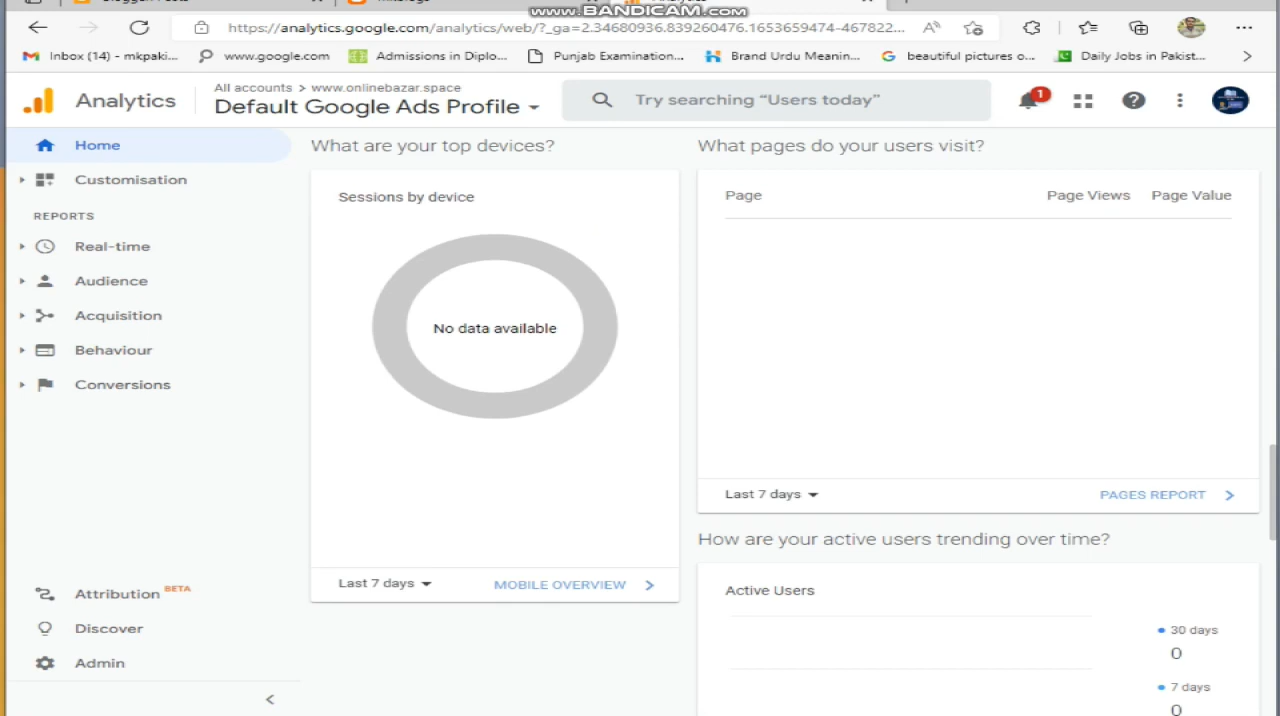 www.BANDICAM.com
https://analytics.google.com/analytics/web/?_ga=2.34680936.839260476.1653659474-467822...
Inbox (14) - mkpaki...
www.google.com
Admissions in Diplo...
Punjab Examination...
Brand Urdu Meanin...
beautiful pictures o...
Daily Jobs in Pakist...
Analytics
All accounts > www.onlinebazar.space
Default Google Ads Profile
Try searching “Users today”
1
Home
Customisation
REPORTS
Real-time
Audience
Acquisition
Behaviour
Conversions
Attribution BETA
Discover
Admin
What are your top devices?
Sessions by device
No data available
Last 7 days
MOBILE OVERVIEW
What pages do your users visit?
Page Page Views Page Value
Last 7 days
PAGES REPORT
How are your active users trending over time?
Active Users
30 days
0
7 days
0